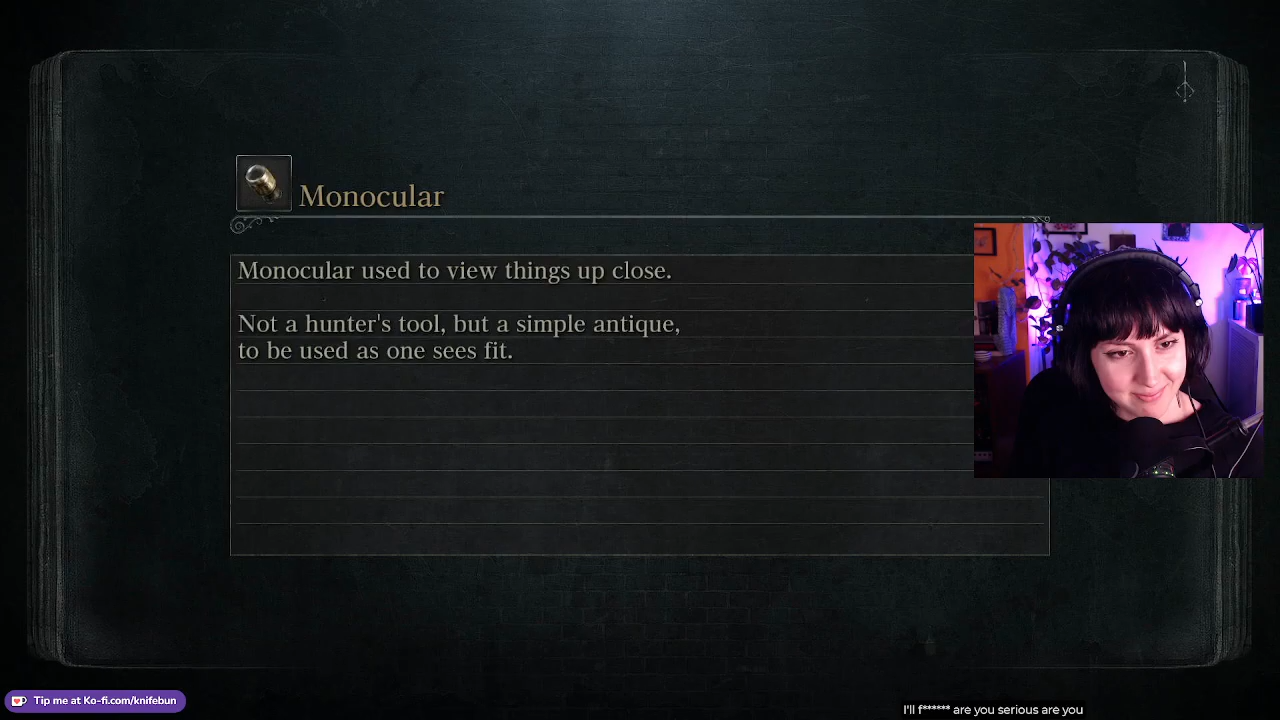 Monocular
Monocular used to view things up close.
Not a hunter's tool, but a simple antique,
to be used as one sees fit.
Tip me at Ko-fi.com/knifebun
I'll f****** are you serious are you